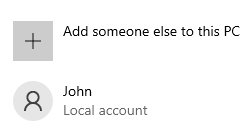 Add someone else to this PC
John
Local account